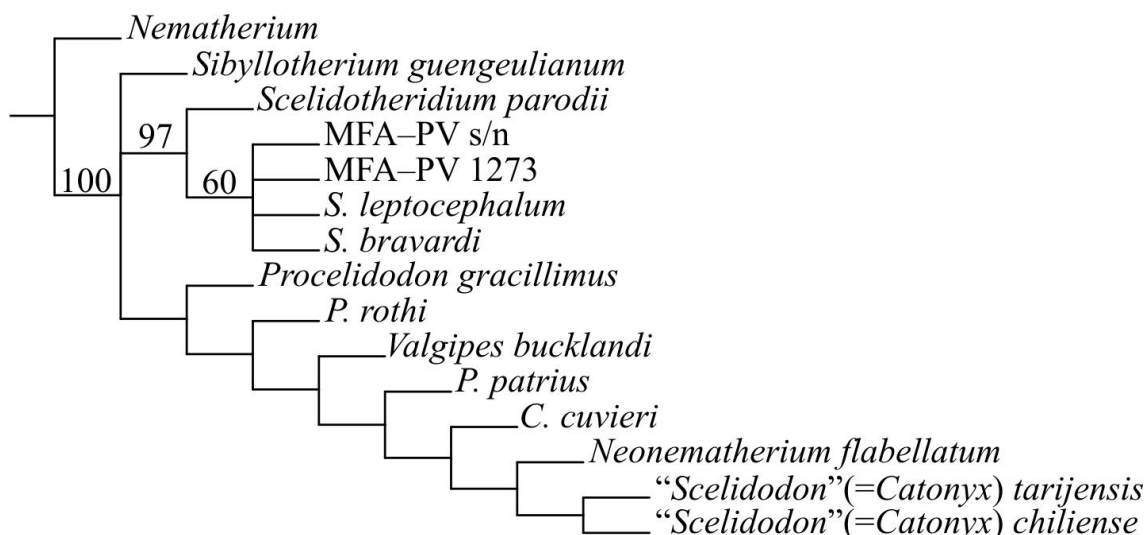 Nematherium
Sibyllotherium guengeulianum
Scelidotheridium parodii
97
MFA–PV s/n
MFA–PV 1273
100
60
S. leptocephalum
S. bravardi
Procelidodon gracillimus
P. rothi
Valgipes bucklandi
P. patrius
C. cuvieri
Neonematherium flabellatum
“Scelidodon”(=Catonyx) tarijensis
“Scelidodon”(=Catonyx) chiliense